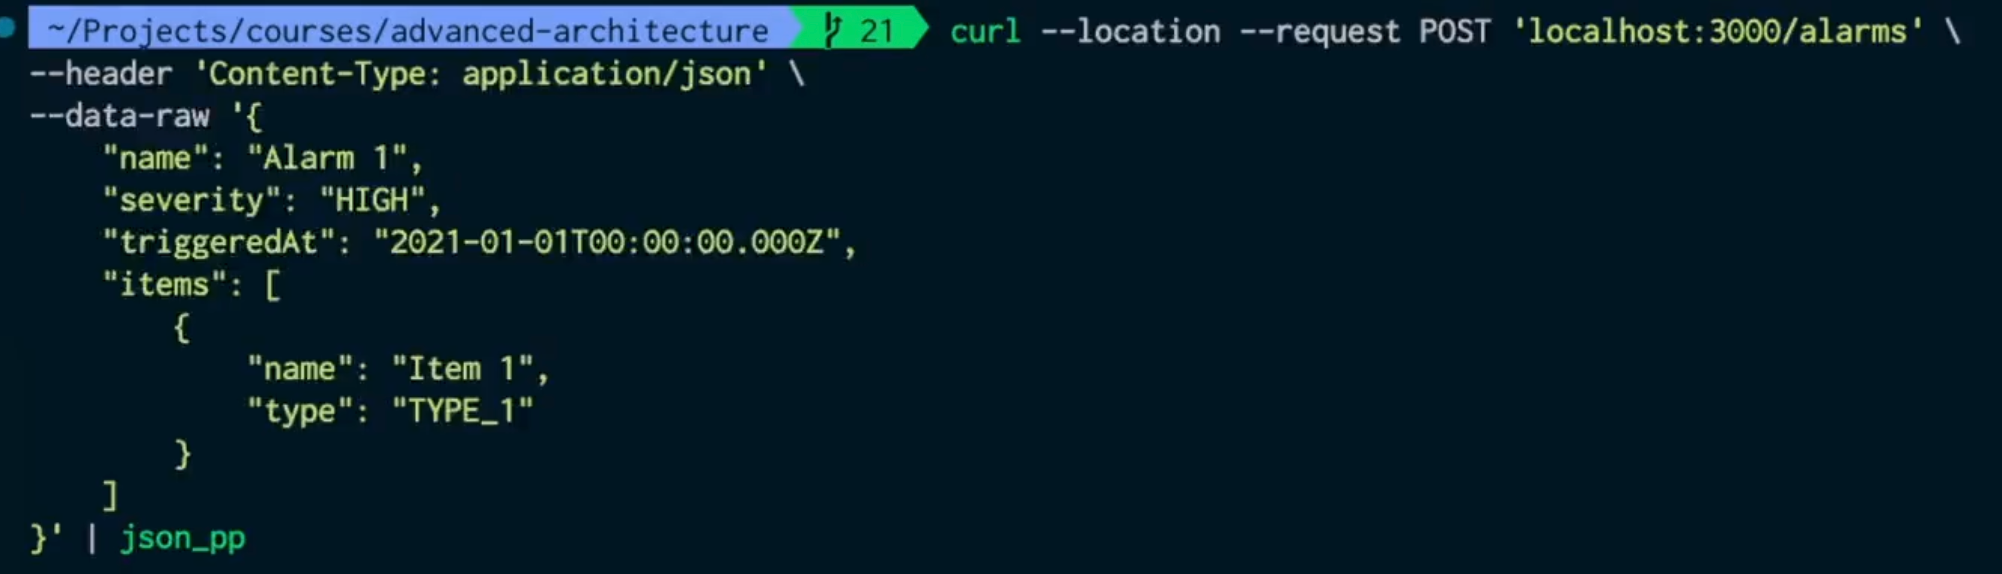 ~/Projects/courses/advanced-architecture 21 curl --location --request POST 'localhost:3000/alarms' \
--header 'Content-Type: application/json' \
--data-raw '{
    "name": "Alarm 1",
    "severity": "HIGH",
    "triggeredAt": "2021-01-01T00:00:00.000Z",
    "items": [
        {
            "name": "Item 1",
            "type": "TYPE_1"
        }
    ]
}' | json_pp